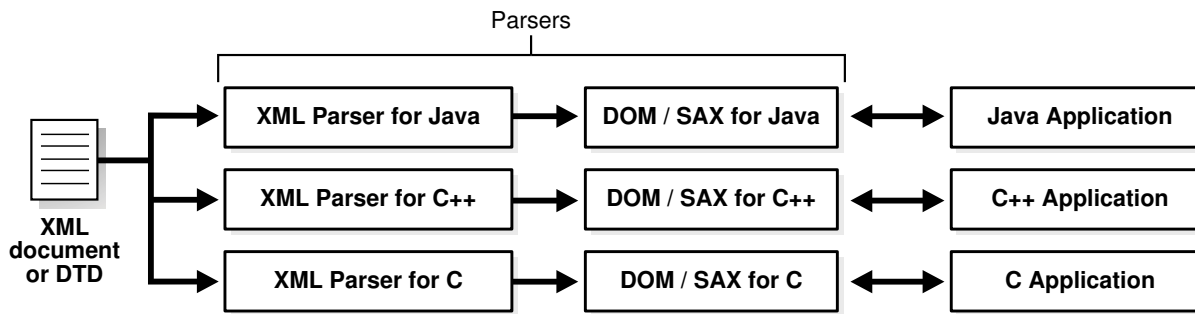 Parsers
XML Parser for Java
DOM / SAX for Java
Java Application
XML Parser for C++
DOM / SAX for C++
C++ Application
XML
document
or DTD
XML Parser for C
DOM / SAX for C
C Application